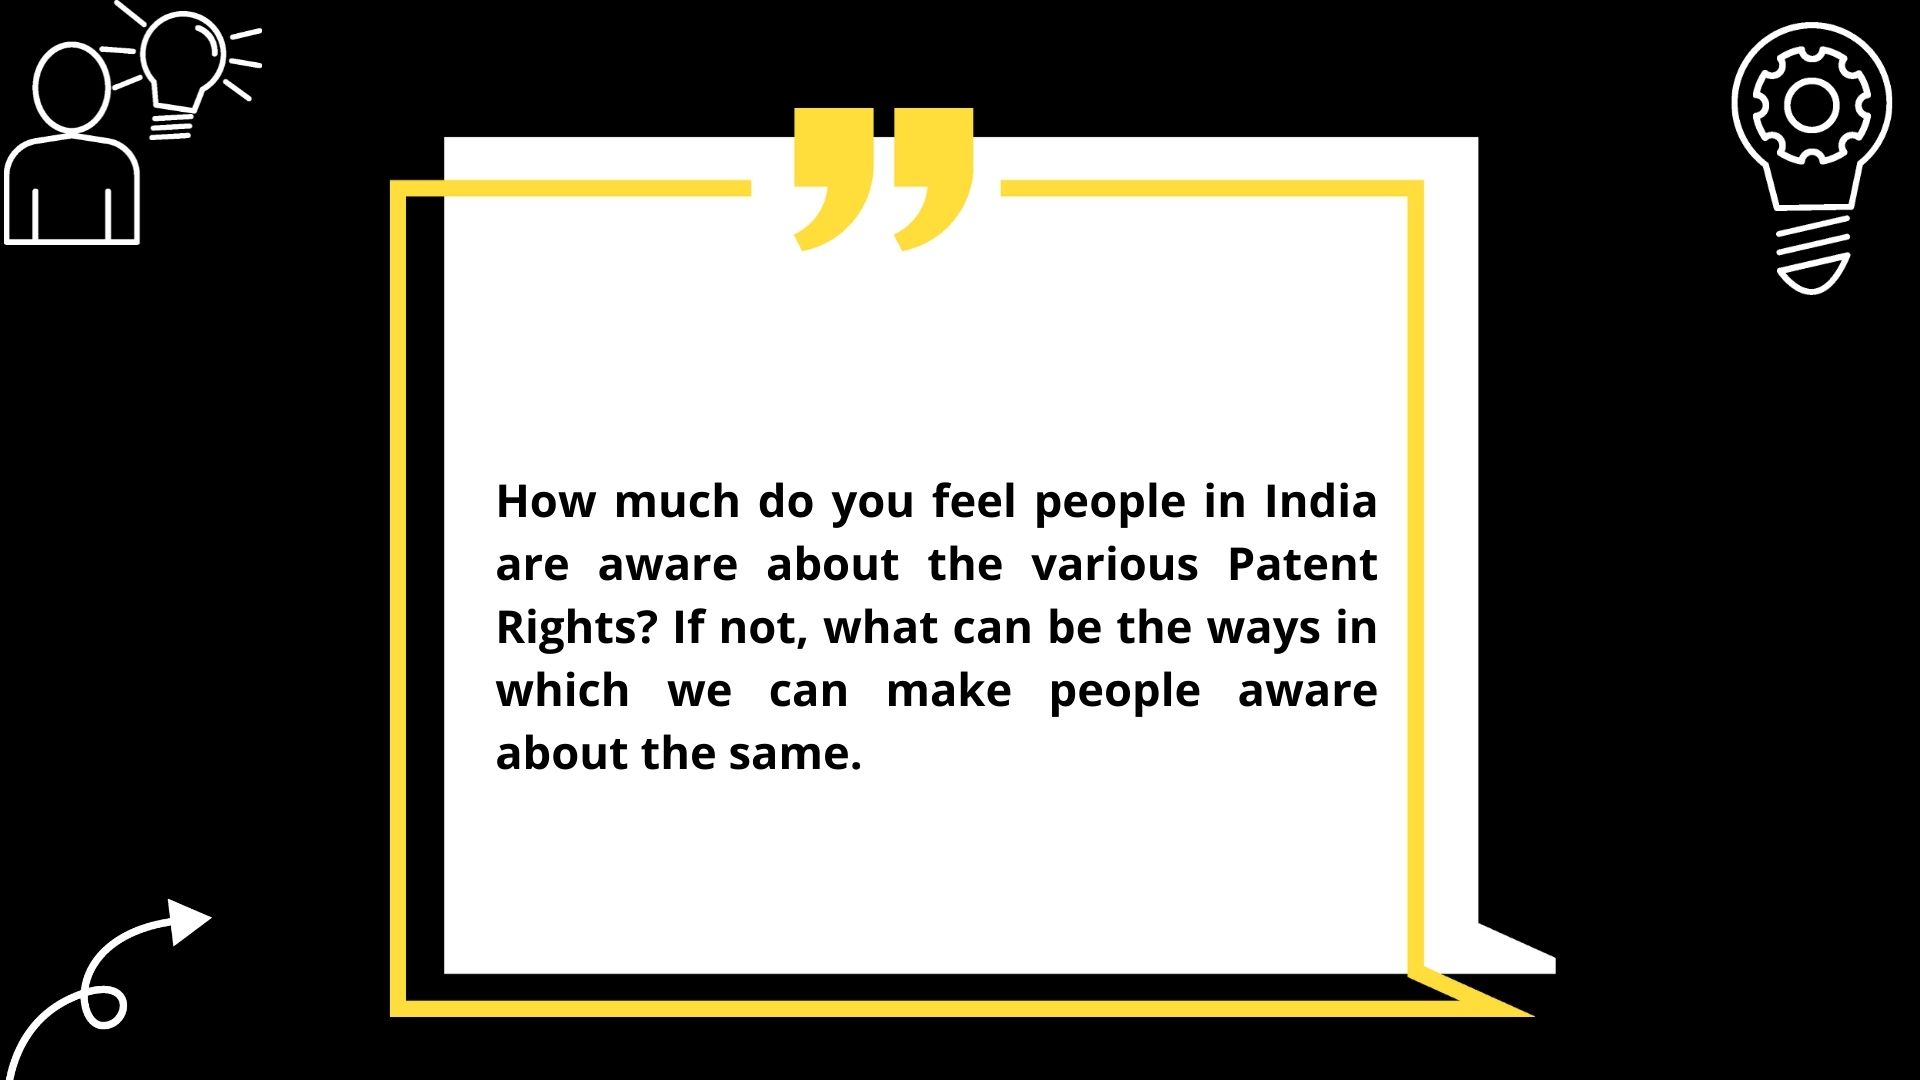 How much do you feel people in India
are aware about the various Patent
Rights? If not, what can be the ways in
which we can make people aware
about the same.